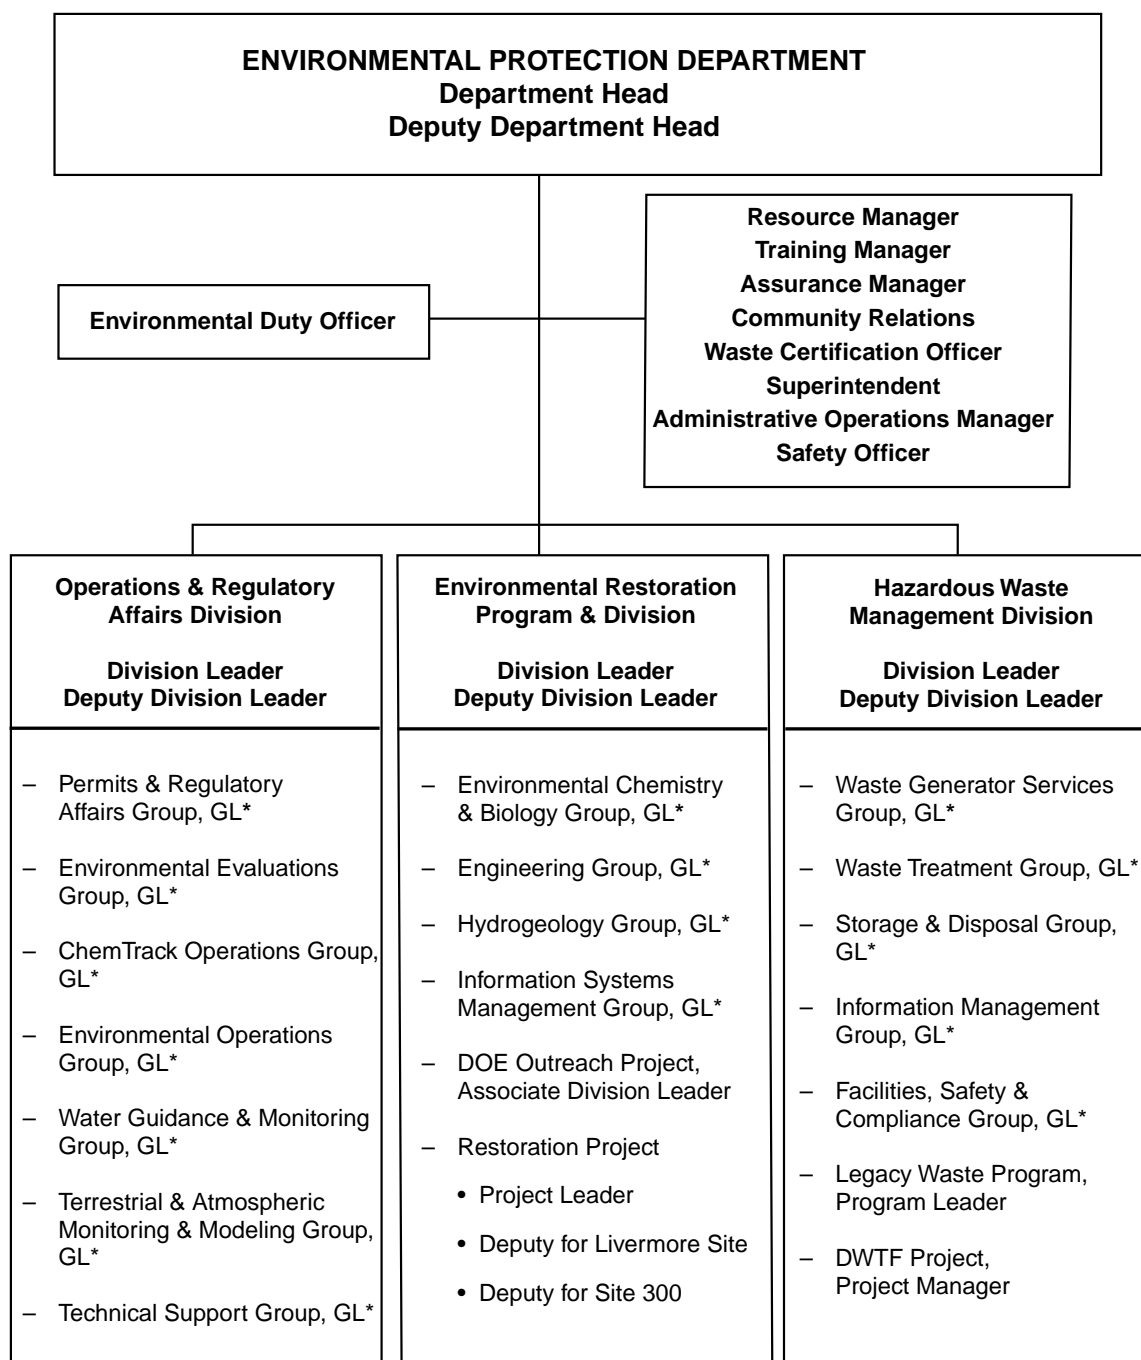 ENVIRONMENTAL PROTECTION DEPARTMENT
Department Head
Deputy Department Head
Environmental Duty Officer
Resource Manager
Training Manager
Assurance Manager
Community Relations
Waste Certification Officer
Superintendent
Administrative Operations Manager
Safety Officer
Operations & Regulatory
Affairs Division
Division Leader
Deputy Division Leader
– Permits & Regulatory
Affairs Group, GL*
– Environmental Evaluations
Group, GL*
– ChemTrack Operations Group,
GL*
– Environmental Operations
Group, GL*
– Water Guidance & Monitoring
Group, GL*
– Terrestrial & Atmospheric
Monitoring & Modeling Group,
GL*
– Technical Support Group, GL*
Environmental Restoration
Program & Division
Division Leader
Deputy Division Leader
– Environmental Chemistry
& Biology Group, GL*
– Engineering Group, GL*
– Hydrogeology Group, GL*
– Information Systems
Management Group, GL*
– DOE Outreach Project,
Associate Division Leader
– Restoration Project
• Project Leader
• Deputy for Livermore Site
• Deputy for Site 300
Hazardous Waste
Management Division
Division Leader
Deputy Division Leader
– Waste Generator Services
Group, GL*
– Waste Treatment Group, GL*
– Storage & Disposal Group,
GL*
– Information Management
Group, GL*
– Facilities, Safety &
Compliance Group, GL*
– Legacy Waste Program,
Program Leader
– DWTF Project,
Project Manager